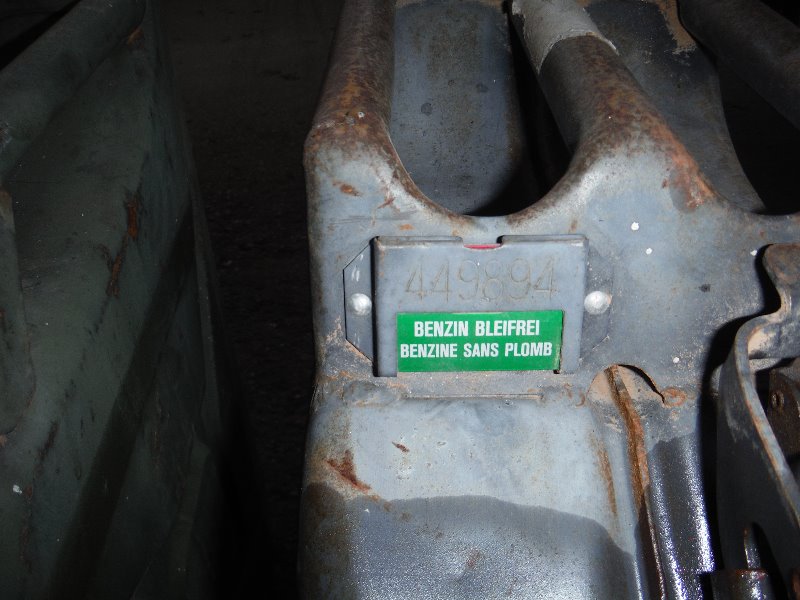 449894
BENZIN BLEIFREI
BENZINE SANS PLOMB